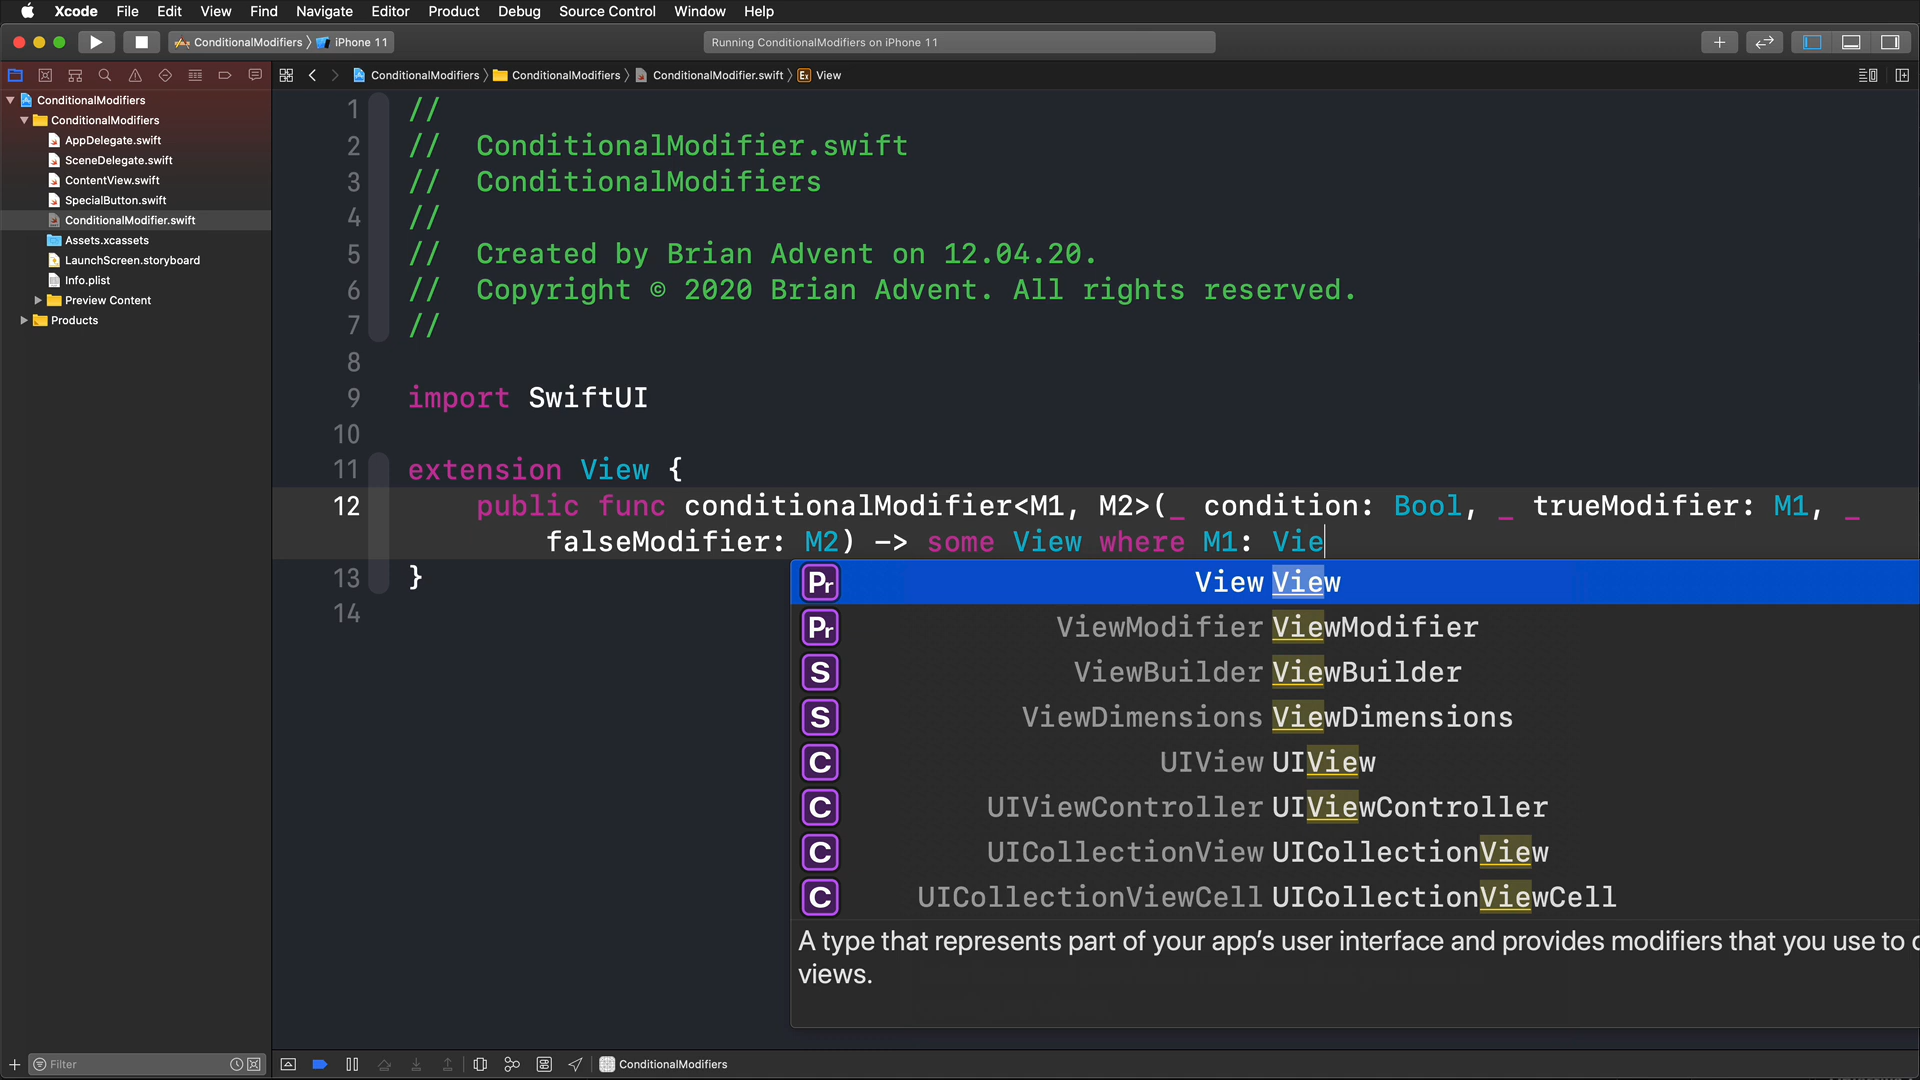 Xcode File Edit View Find Navigate Editor Product Debug Source Control Window Help
ConditionalModifiers iPhone 11
Running ConditionalModifiers on iPhone 11
ConditionalModifiers ConditionalModifiers ConditionalModifier.swift Ex View
ConditionalModifiers
ConditionalModifiers
AppDelegate.swift
SceneDelegate.swift
ContentView.swift
SpecialButton.swift
ConditionalModifier.swift
Assets.xcassets
LaunchScreen.storyboard
Info.plist
Preview Content
Products
1 //
2 // ConditionalModifier.swift
3 // ConditionalModifiers
4 //
5 // Created by Brian Advent on 12.04.20.
6 // Copyright © 2020 Brian Advent. All rights reserved.
7 //
8
9 import SwiftUI
10
11 extension View {
12 public func conditionalModifier<M1, M2>(_ condition: Bool, _ trueModifier: M1, _
falseModifier: M2) -> some View where M1: Vie
13 }
14
Pr View View
Pr ViewModifier ViewModifier
S ViewBuilder ViewBuilder
S ViewDimensions ViewDimensions
C UIView UIView
C UIViewController UIViewController
C UICollectionView UICollectionView
C UICollectionViewCell UICollectionViewCell
A type that represents part of your app’s user interface and provides modifiers that you use to
views.
Filter
ConditionalModifiers